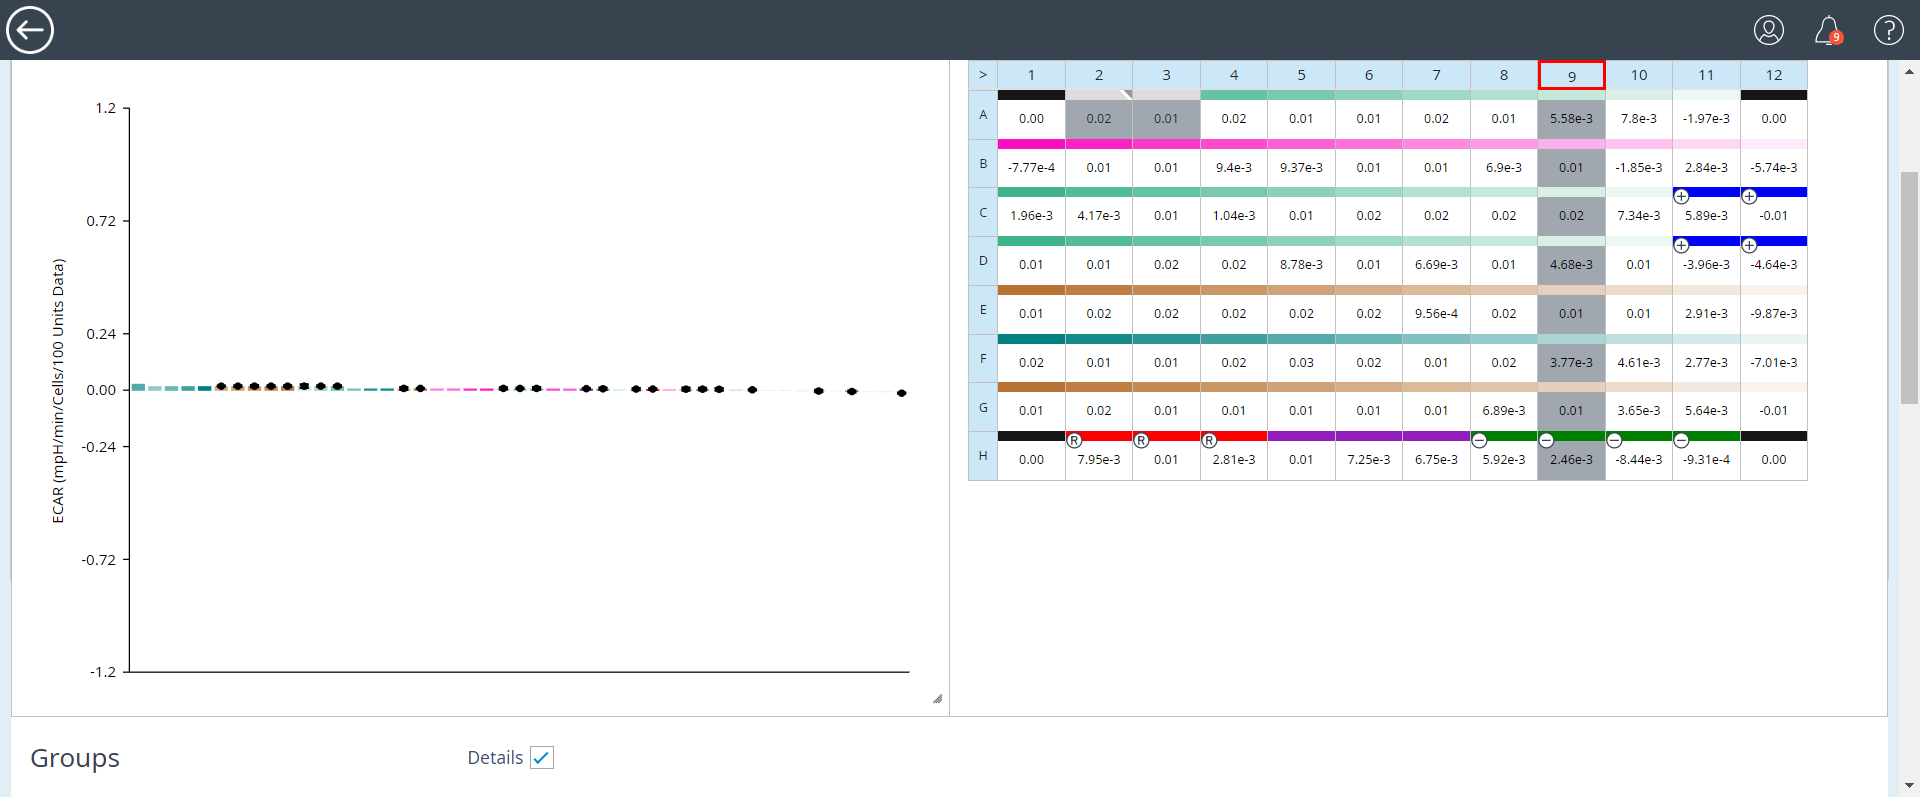 9
?
1.2
0.72
0.24
0.00
-0.24
-0.72
-1.2
ECAR (mpH/min/Cells/100 Units Data)
> 1 2 3 4 5 6 7 8 9 10 11 12
A 0.00 0.02 0.01 0.02 0.01 0.01 0.02 0.01 5.58e-3 7.8e-3 -1.97e-3 0.00
B -7.77e-4 0.01 0.01 9.4e-3 9.37e-3 0.01 0.01 6.9e-3 0.01 -1.85e-3 2.84e-3 -5.74e-3
+ +
C 1.96e-3 4.17e-3 0.01 1.04e-3 0.01 0.02 0.02 0.02 0.02 7.34e-3 5.89e-3 -0.01
+ +
D 0.01 0.01 0.02 0.02 8.78e-3 0.01 6.69e-3 0.01 4.68e-3 0.01 -3.96e-3 -4.64e-3
E 0.01 0.02 0.02 0.02 0.02 0.02 9.56e-4 0.02 0.01 0.01 2.91e-3 -9.87e-3
F 0.02 0.01 0.01 0.02 0.03 0.02 0.01 0.02 3.77e-3 4.61e-3 2.77e-3 -7.01e-3
G 0.01 0.02 0.01 0.01 0.01 0.01 0.01 6.89e-3 0.01 3.65e-3 5.64e-3 -0.01
R R R − − − −
H 0.00 7.95e-3 0.01 2.81e-3 0.01 7.25e-3 6.75e-3 5.92e-3 2.46e-3 -8.44e-3 -9.31e-4 0.00
Groups
Details